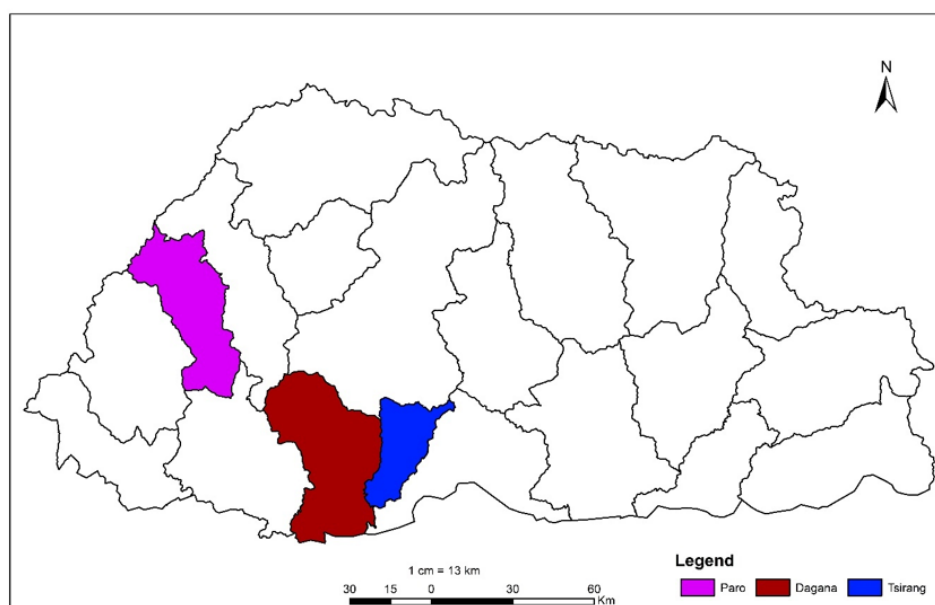 N
Legend
Paro Dagana Tsirang
1 cm = 13 km
30 15 0 30 60
Km